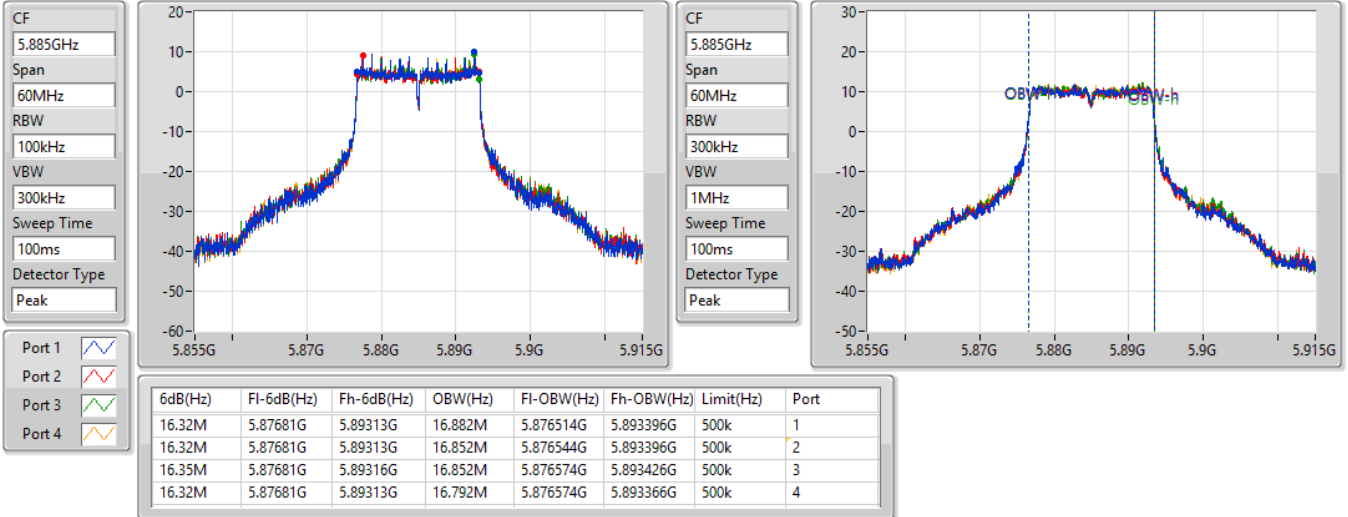 CF
5.885GHz
Span
60MHz
RBW
100kHz
VBW
300kHz
Sweep Time
100ms
Detector Type
Peak
20
10
0
-10
-20
-30
-40
-50
-60
5.855G 5.87G 5.88G 5.89G 5.9G 5.915G
CF
5.885GHz
Span
60MHz
RBW
300kHz
VBW
1MHz
Sweep Time
100ms
Detector Type
Peak
30
20
10
0
-10
-20
-30
-40
-50
OBW-h
5.855G 5.87G 5.88G 5.89G 5.9G 5.915G
Port 1
Port 2
Port 3
Port 4
6dB(Hz) Fl-6dB(Hz) Fh-6dB(Hz) OBW(Hz) Fl-OBW(Hz) Fh-OBW(Hz) Limit(Hz) Port
16.32M 5.87681G 5.89313G 16.882M 5.876514G 5.893396G 500k 1
16.32M 5.87681G 5.89313G 16.852M 5.876544G 5.893396G 500k 2
16.35M 5.87681G 5.89316G 16.852M 5.876574G 5.893426G 500k 3
16.32M 5.87681G 5.89313G 16.792M 5.876574G 5.893366G 500k 4